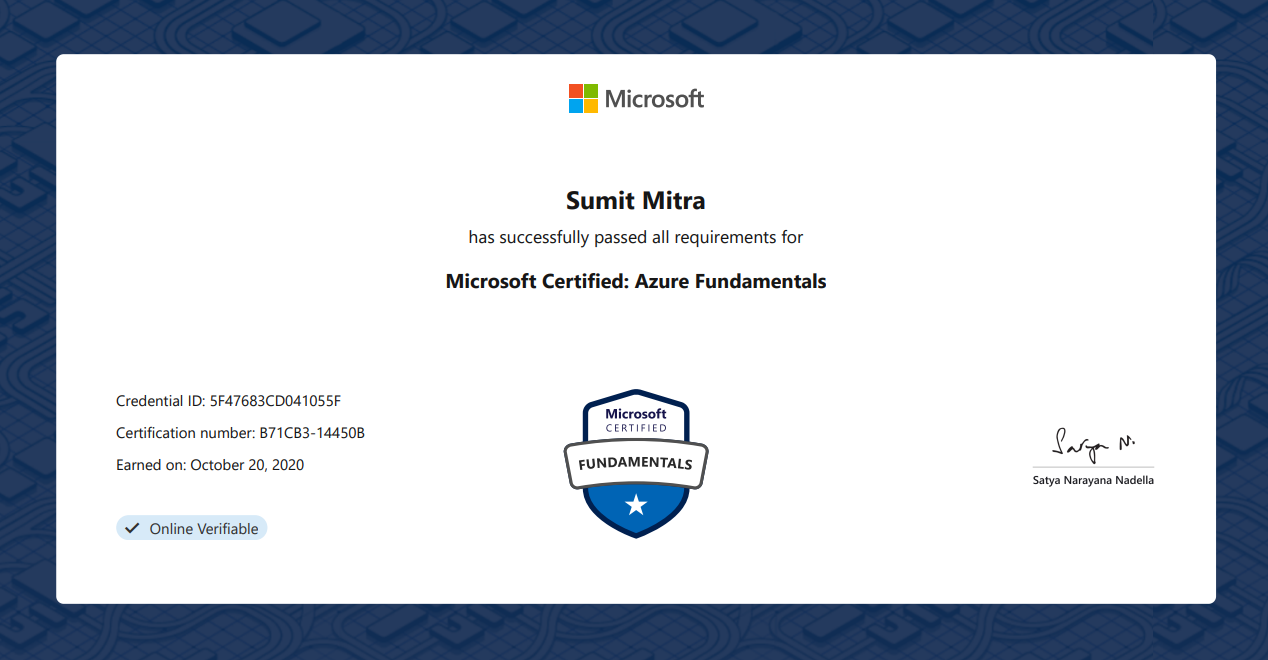 Microsoft
Sumit Mitra
has successfully passed all requirements for
Microsoft Certified: Azure Fundamentals
Credential ID: 5F47683CD041055F
Certification number: B71CB3-14450B
Earned on: October 20, 2020
Online Verifiable
Microsoft
CERTIFIED
FUNDAMENTALS
Satya N.
Satya Narayana Nadella